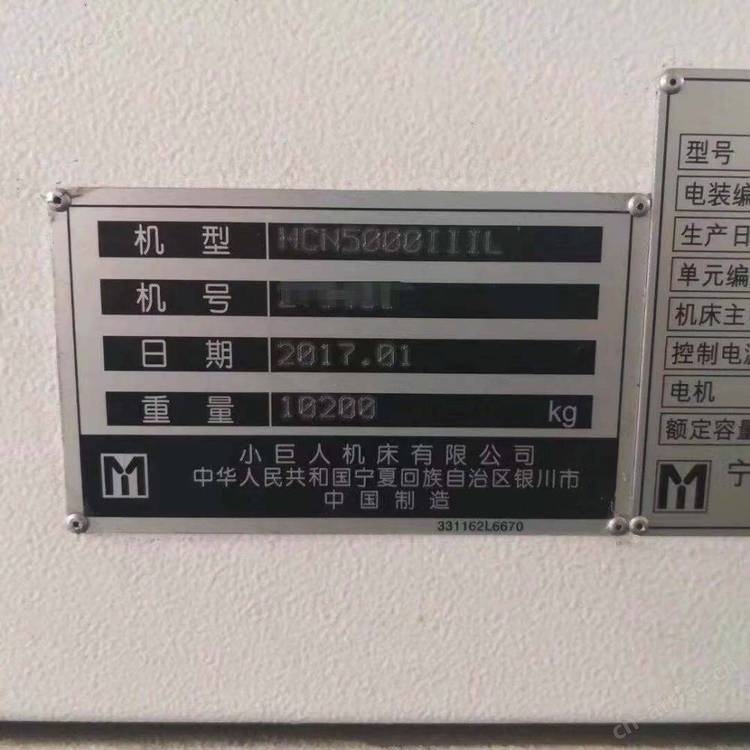 机型 HCN5000IIIL
机号
日期 2017.01
重量 10200 kg
小巨人机床有限公司
中华人民共和国宁夏回族自治区银川市
中国制造
331162L6670
型号
电装编
生产日
单元编
机床主
控制电源
电机
额定容量
宁